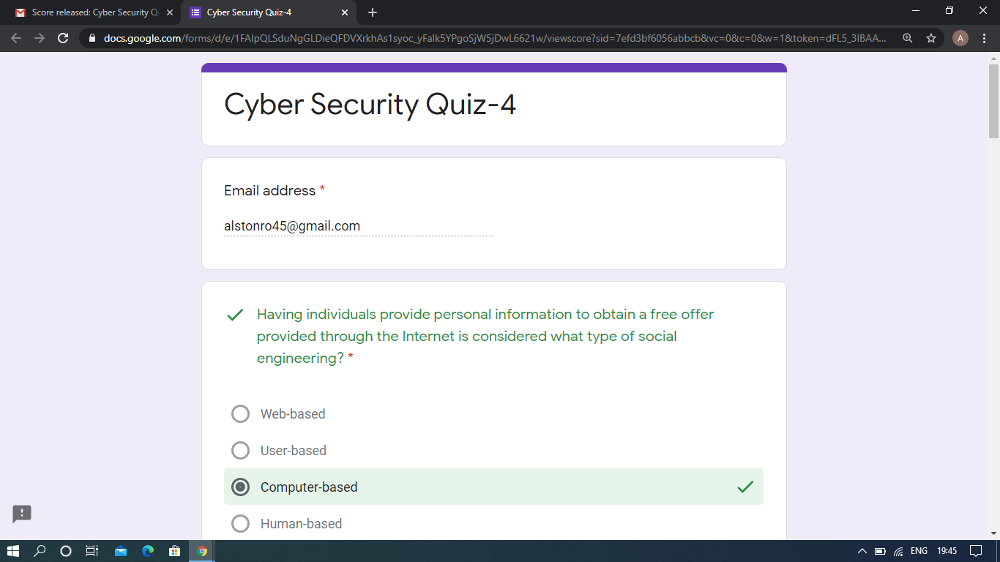 Score released: Cyber Security Q
Cyber Security Quiz-4
docs.google.com/forms/d/e/1FAIpQLSduNgGLDieQFDVXrkhAs1syoc_yFaIk5YPgoSjW5jDwL6621w/viewscore?sid=7efd3bf6056abbcb&vc=0&c=0&w=1&token=dFL5_3IBAA...
A
Cyber Security Quiz-4
Email address *
alstonro45@gmail.com
Having individuals provide personal information to obtain a free offer
provided through the Internet is considered what type of social
engineering? *
Web-based
User-based
Computer-based
Human-based
ENG 19:45